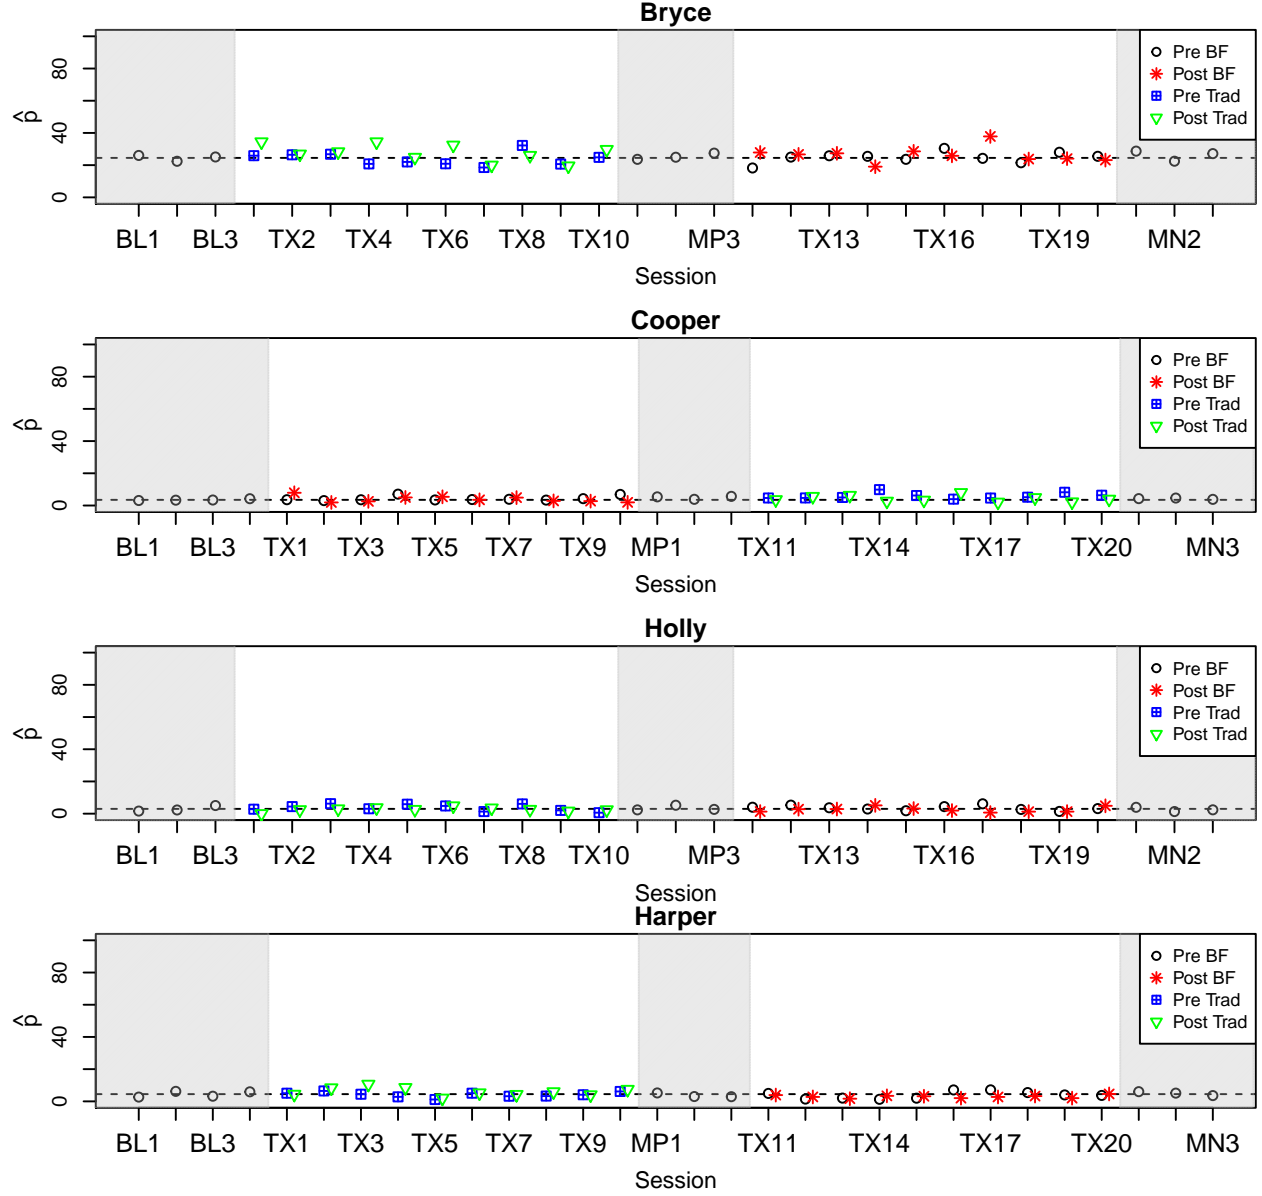 Bryce
80
40
0
p̂
Pre BF
Post BF
Pre Trad
Post Trad
BL1 BL3 TX2 TX4 TX6 TX8 TX10 MP3 TX13 TX16 TX19 MN2
Session
Cooper
80
40
0
p̂
Pre BF
Post BF
Pre Trad
Post Trad
BL1 BL3 TX1 TX3 TX5 TX7 TX9 MP1 TX11 TX14 TX17 TX20 MN3
Session
Holly
80
40
0
p̂
Pre BF
Post BF
Pre Trad
Post Trad
BL1 BL3 TX2 TX4 TX6 TX8 TX10 MP3 TX13 TX16 TX19 MN2
Session
Harper
80
40
0
p̂
Pre BF
Post BF
Pre Trad
Post Trad
BL1 BL3 TX1 TX3 TX5 TX7 TX9 MP1 TX11 TX14 TX17 TX20 MN3
Session